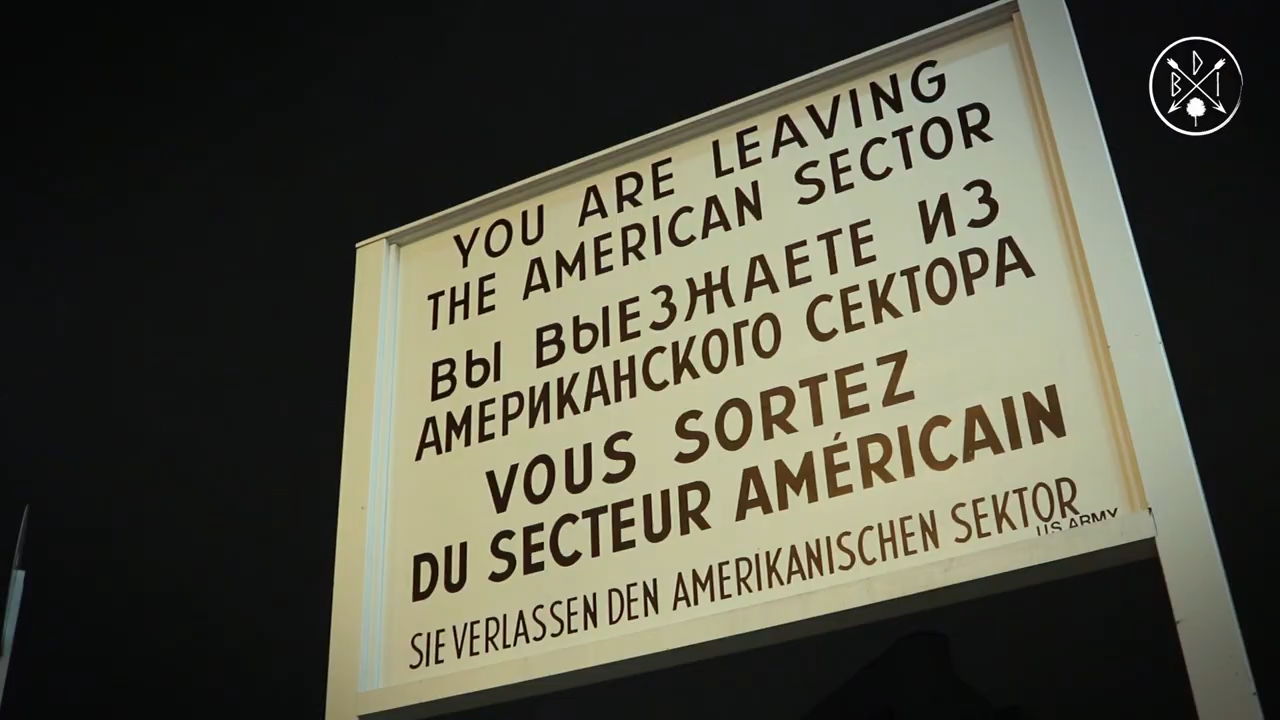 YOU ARE LEAVING
THE AMERICAN SECTOR
ВЫ ВЫЕЗЖАЕТЕ ИЗ
АМЕРИКАНСКОГО СЕКТОРА
VOUS SORTEZ
DU SECTEUR AMÉRICAIN
SIE VERLASSEN DEN AMERIKANISCHEN SEKTOR
US ARMY
B D I